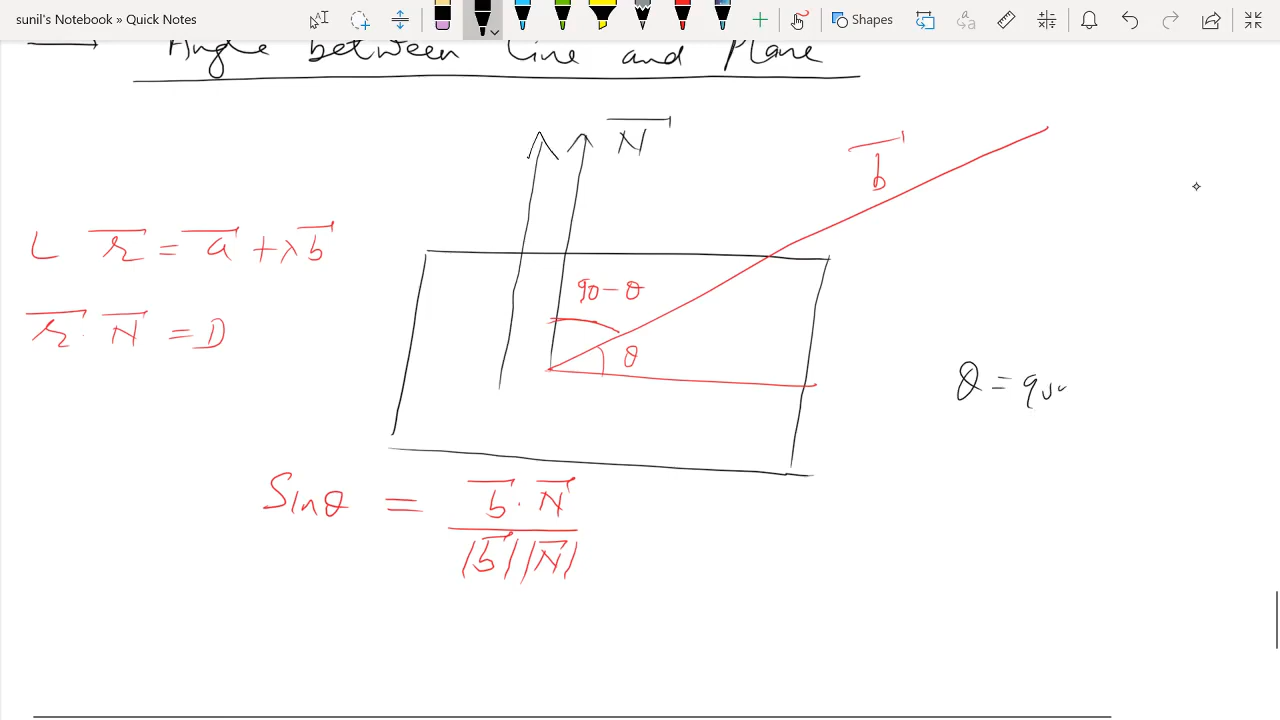 sunil's Notebook » Quick Notes
Shapes
Angle between Line and Plane
N
b
L r = a + λb
r . N = D
90 - θ
θ
θ = 90
Sinθ = b . N / |b| |N|